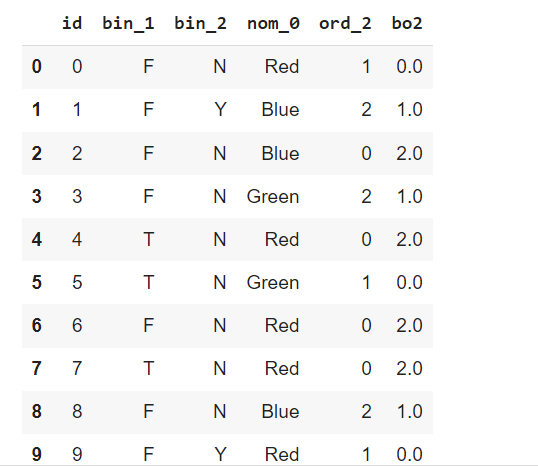 id bin_1 bin_2 nom_0 ord_2 bo2
0 0 F N Red 1 0.0
1 1 F Y Blue 2 1.0
2 2 F N Blue 0 2.0
3 3 F N Green 2 1.0
4 4 T N Red 0 2.0
5 5 T N Green 1 0.0
6 6 F N Red 0 2.0
7 7 T N Red 0 2.0
8 8 F N Blue 2 1.0
9 9 F Y Red 1 0.0